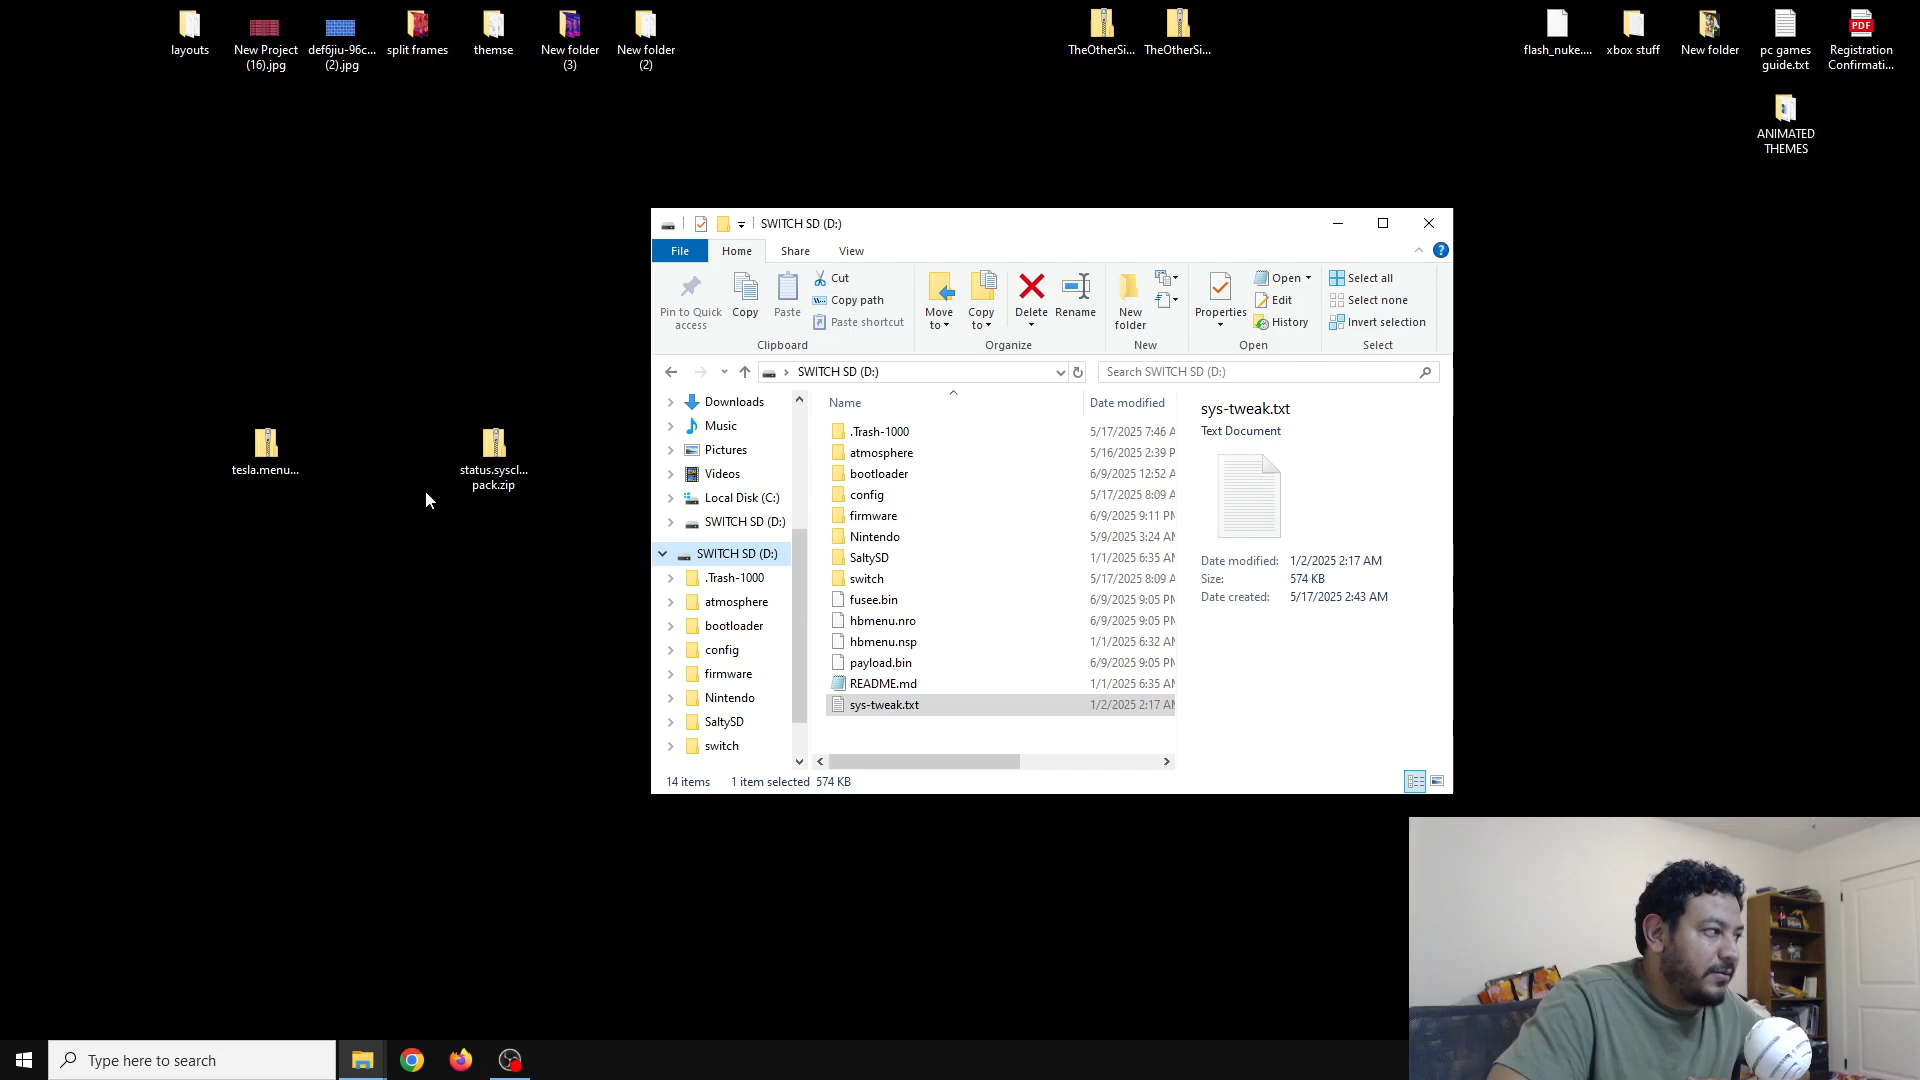 layouts
New Project (16).jpg
def6jiu-96c... (2).jpg
split frames
themse
New folder (3)
New folder (2)
TheOtherSi...
TheOtherSi...
flash_nuke....
xbox stuff
New folder
pc games guide.txt
Registration Confirmati...
ANIMATED THEMES
tesla.menu...
status.syscl... pack.zip
SWITCH SD (D:)
File
Home
Share
View
Pin to Quick access
Copy
Paste
Cut
Copy path
Paste shortcut
Clipboard
Move to
Copy to
Delete
Rename
Organize
New folder
New
Properties
Open
Edit
History
Open
Select all
Select none
Invert selection
Select
SWITCH SD (D:)
Search SWITCH SD (D:)
Downloads
Music
Pictures
Videos
Local Disk (C:)
SWITCH SD (D:)
SWITCH SD (D:)
.Trash-1000
atmosphere
bootloader
config
firmware
Nintendo
SaltySD
switch
Name
Date modified
.Trash-1000 5/17/2025 7:46 A
atmosphere 5/16/2025 2:39 P
bootloader 6/9/2025 12:52 A
config 5/17/2025 8:09 A
firmware 6/9/2025 9:11 PM
Nintendo 5/9/2025 3:24 AM
SaltySD 1/1/2025 6:35 AM
switch 5/17/2025 8:09 A
fusee.bin 6/9/2025 9:05 PM
hbmenu.nro 6/9/2025 9:05 PM
hbmenu.nsp 1/1/2025 6:32 AM
payload.bin 6/9/2025 9:05 PM
README.md 1/1/2025 6:35 AM
sys-tweak.txt 1/2/2025 2:17 AM
sys-tweak.txt
Text Document
Date modified: 1/2/2025 2:17 AM
Size: 574 KB
Date created: 5/17/2025 2:43 AM
14 items
1 item selected 574 KB
PDF
Type here to search